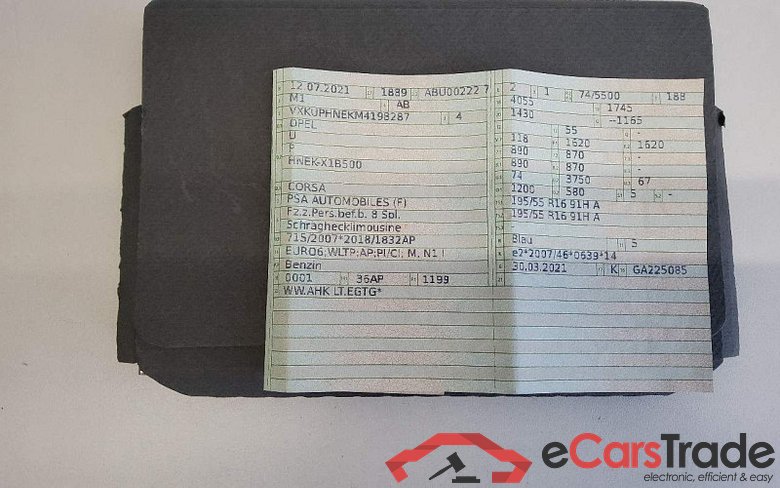 12.07.2021 1889 ABU00222 7
M1 AB
VXKUPHNEKM4198287 4
OPEL
U
P
HNEK-X1B500
CORSA
PSA AUTOMOBILES (F)
Fz.z.Pers.bef.b. 8 Spl.
Schräghecklimousine
715/2007*2018/1832AP
EURO6;WLTP;AP;PI/CI; M, N1 I
Benzin
0001 36AP 1199
WW.AHK LT.EGTG*
2 1 74/5500 188
4055 1745
1430 --1165
55 -
118 1620 1620
890 870 -
890 870 -
74 3750 67
1200 580 5 -
195/55 R16 91H A
195/55 R16 91H A
-
Blau 5
e2*2007/46*0639*14
30.03.2021 K GA225085
eCarsTrade
electronic, efficient & easy